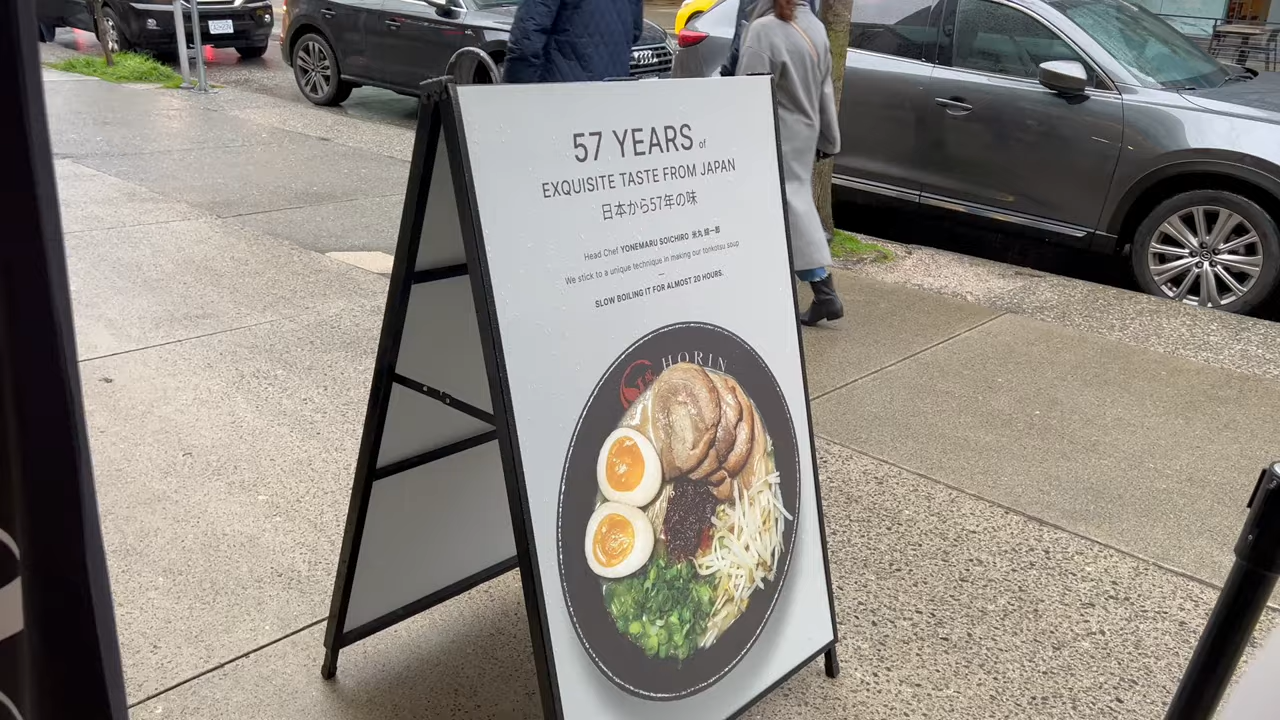 57 YEARS of
EXQUISITE TASTE FROM JAPAN
日本から57年の味
Head Chef YONEMARU SOICHIRO 米丸 綜一郎
We stick to a unique technique in making our tonkotsu soup
SLOW BOILING IT FOR ALMOST 20 HOURS.
HORIN